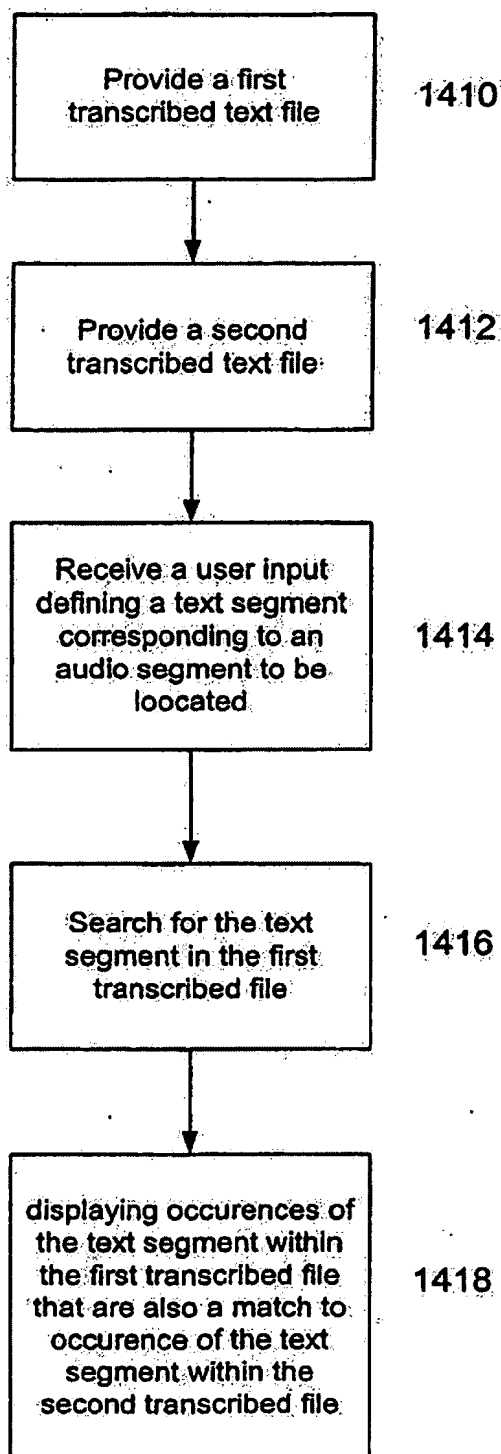 Provide a first
transcribed text file
1410
Provide a second
transcribed text file
1412
Receive a user input
defining a text segment
corresponding to an
audio segment to be
loocated
1414
Search for the text
segment in the first
transcribed file
1416
displaying occurences of
the text segment within
the first transcribed file
that are also a match to
occurence of the text
segment within the
second transcribed file
1418